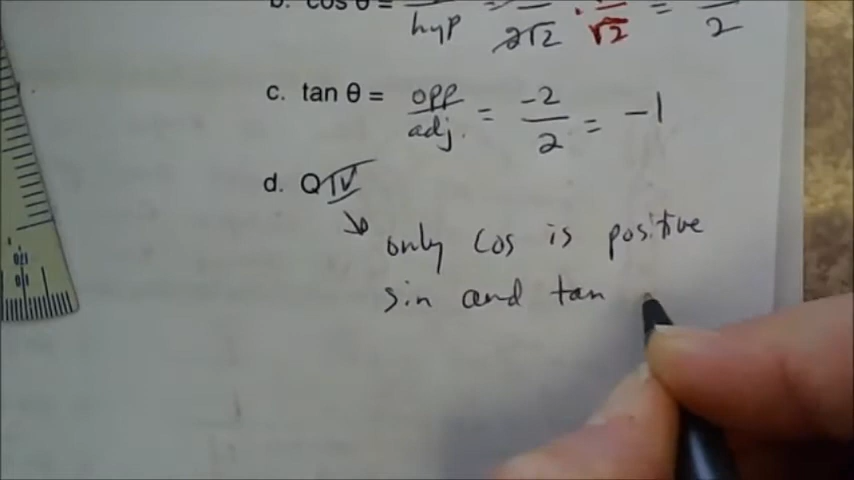 b. cos θ = / hyp = / 2√2 · / √2 = / 2
c. tan θ = opp / adj. = -2 / 2 = -1
d. QIV
only cos is positive
sin and tan